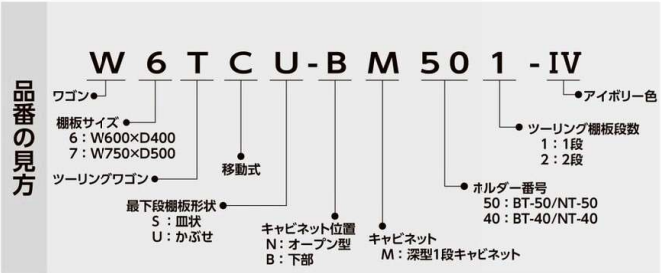 品番の見方
W6TCU-BM501-IV
ワゴン
アイボリー色
棚板サイズ
6：W600×D400
7：W750×D500
ツーリング棚板段数
1：1段
2：2段
移動式
ツーリングワゴン
ホルダー番号
50：BT-50/NT-50
40：BT-40/NT-40
最下段棚板形状
S：皿状
U：かぶせ
キャビネット位置
N：オープン型
B：下部
キャビネット
M：深型1段キャビネット